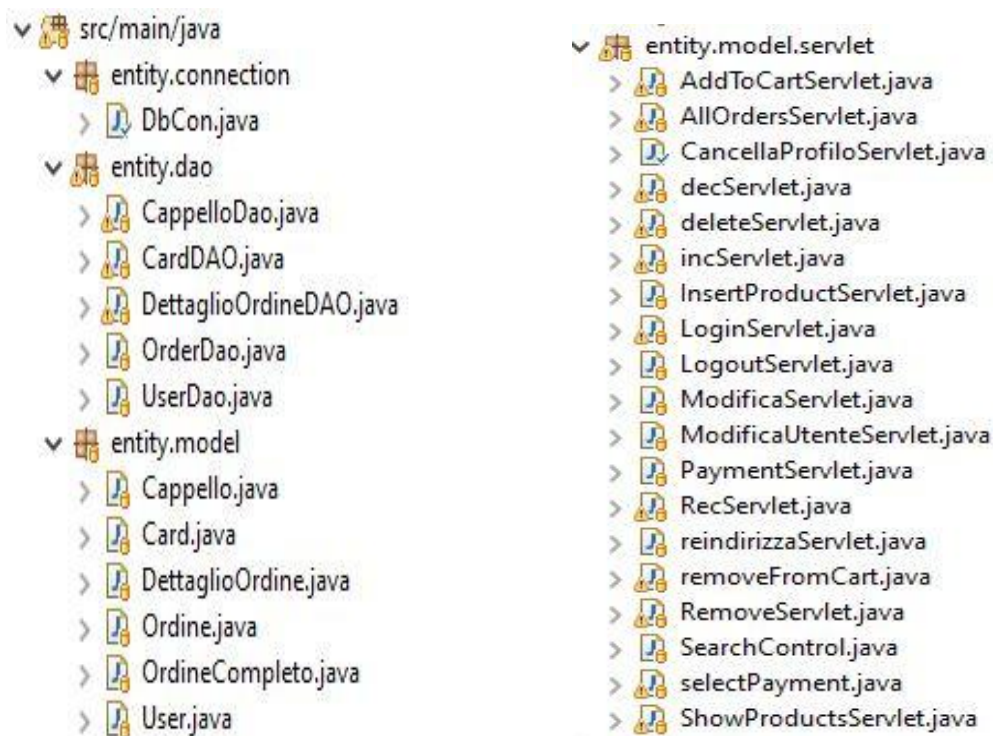 src/main/java
entity.connection
DbCon.java
entity.dao
CappelloDao.java
CardDAO.java
DettaglioOrdineDAO.java
OrderDao.java
UserDao.java
entity.model
Cappello.java
Card.java
DettaglioOrdine.java
Ordine.java
OrdineCompleto.java
User.java
entity.model.servlet
AddToCartServlet.java
AllOrdersServlet.java
CancellaProfiloServlet.java
decServlet.java
deleteServlet.java
incServlet.java
InsertProductServlet.java
LoginServlet.java
LogoutServlet.java
ModificaServlet.java
ModificaUtenteServlet.java
PaymentServlet.java
RecServlet.java
reindirizzaServlet.java
removeFromCart.java
RemoveServlet.java
SearchControl.java
selectPayment.java
ShowProductsServlet.java